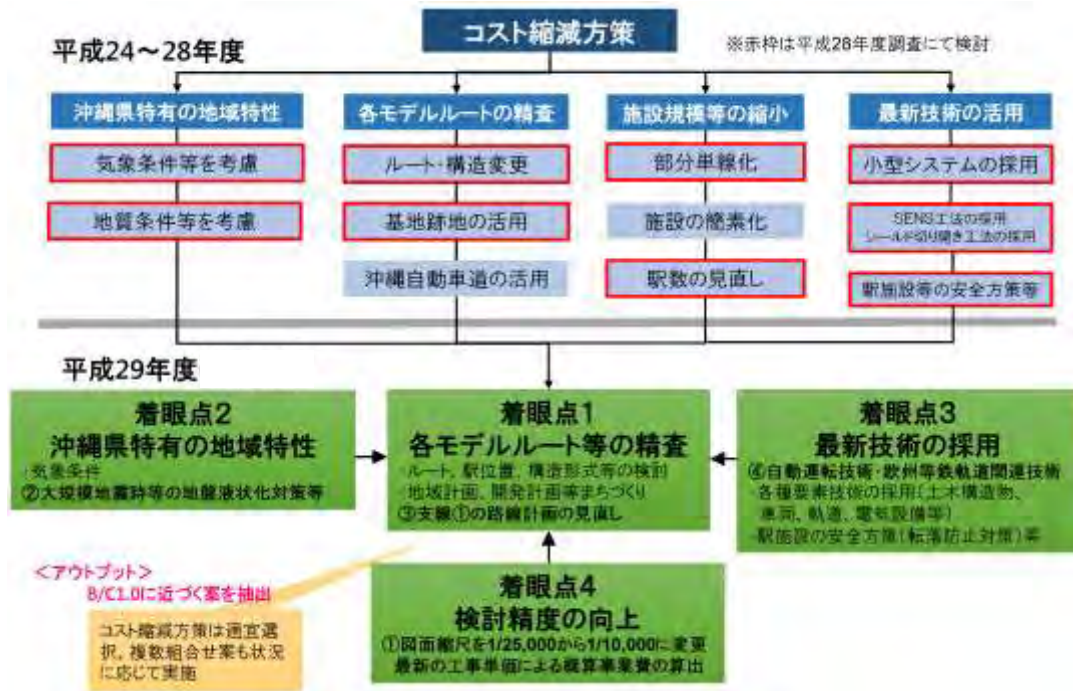 コスト縮減方策
平成24～28年度
※赤枠は平成28年度調査にて検討
沖縄県特有の地域特性
気象条件等を考慮
地質条件等を考慮
各モデルルートの精査
ルート・構造変更
基地跡地の活用
沖縄自動車道の活用
施設規模等の縮小
部分単線化
施設の簡素化
駅数の見直し
最新技術の活用
小型システムの採用
SENS工法の採用
シールド切り開き工法の採用
駅施設等の安全方策等
平成29年度
着眼点2
沖縄県特有の地域特性
・気象条件
②大規模地震時等の地盤液状化対策等
着眼点1
各モデルルート等の精査
・ルート、駅位置、構造形式等の検討
・地域計画、開発計画等まちづくり
③支線①の路線計画の見直し
着眼点3
最新技術の採用
④自動運転技術・欧州等鉄軌道関連技術
・各種要素技術の採用(土木構造物、
車両、軌道、電気設備等)
・駅施設の安全方策(転落防止対策)等
着眼点4
検討精度の向上
①図面縮尺を1/25,000から1/10,000に変更
最新の工事単価による概算事業費の算出
＜アウトプット＞
B/C1.0に近づく案を抽出
コスト縮減方策は適宜選
択、複数組合せ案も状況
に応じて実施